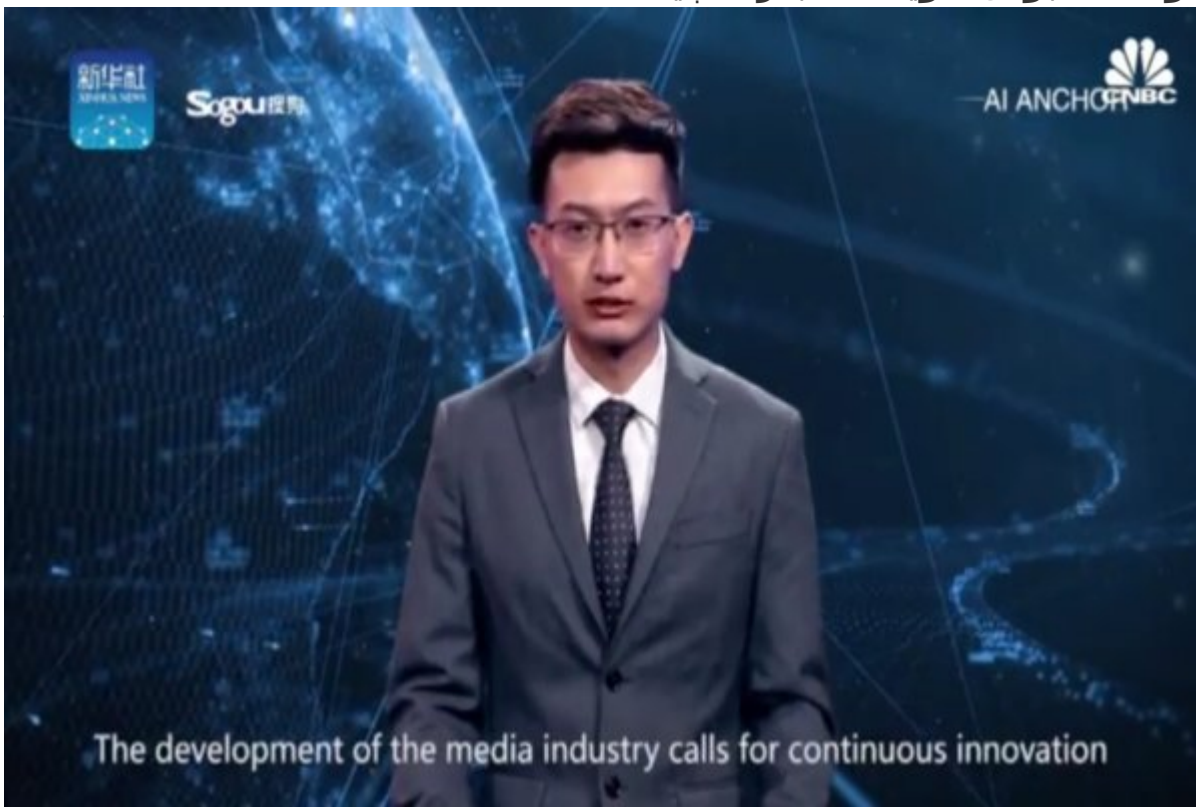 新华社
XINHUA NEWS
Sogou搜狗
AI ANCHOR
CNBC
The development of the media industry calls for continuous innovation